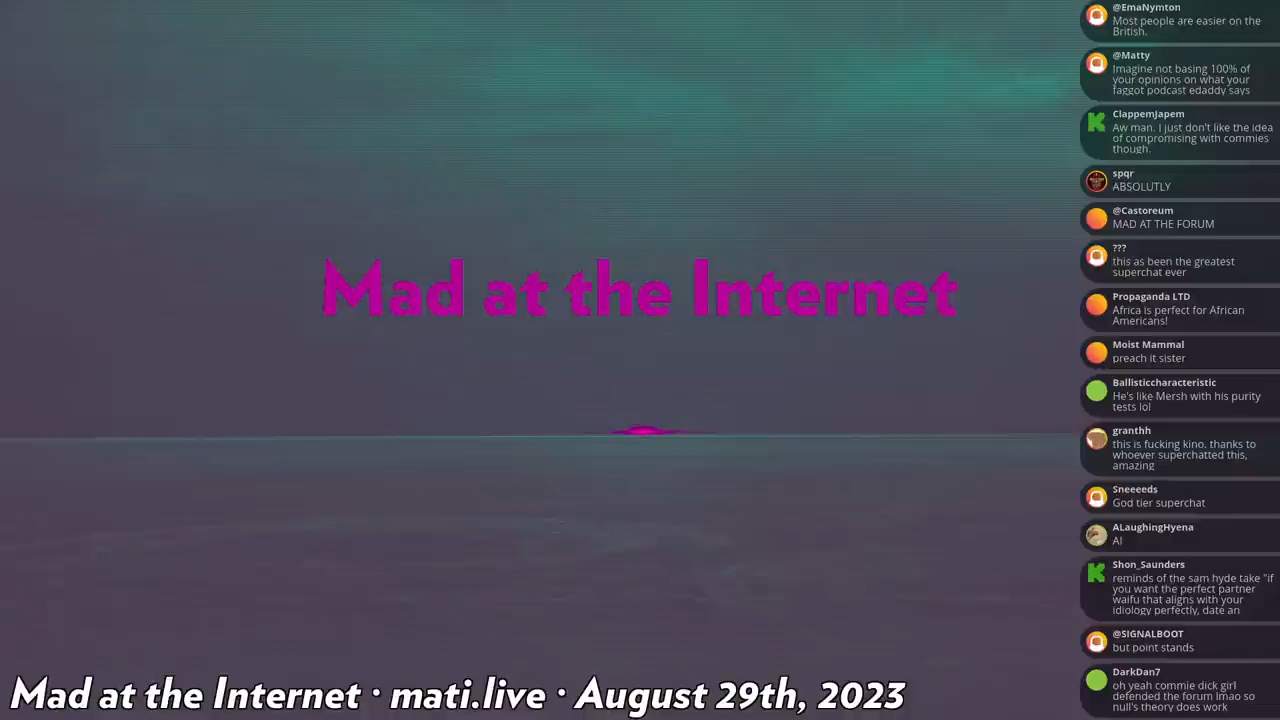 Mad at the Internet
@EmaNymton
Most people are easier on the
British.
@Matty
Imagine not basing 100% of
your opinions on what your
faggot podcast edaddy says
ClappemJapem
Aw man. I just don't like the idea
of compromising with commies
though.
spqr
ABSOLUTLY
@Castoreum
MAD AT THE FORUM
???
this as been the greatest
superchat ever
Propaganda LTD
Africa is perfect for African
Americans!
Moist Mammal
preach it sister
Ballisticcharacteristic
He's like Mersh with his purity
tests lol
granthh
this is fucking kino. thanks to
whoever superchatted this,
amazing
Sneeeeds
God tier superchat
ALaughingHyena
AI
Shon_Saunders
reminds of the sam hyde take "if
you want the perfect partner
waifu that aligns with your
idiology perfectly, date an
@SIGNALBOOT
but point stands
DarkDan7
oh yeah commie dick girl
defended the forum lmao so
null's theory does work
Mad at the Internet · mati.live · August 29th, 2023